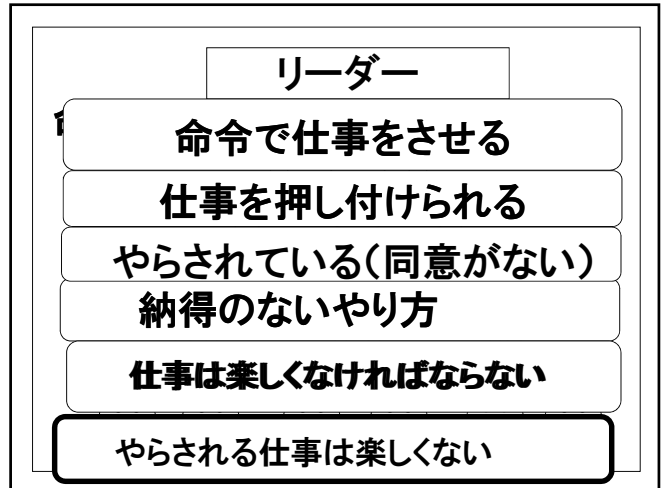 リーダー
命令で仕事をさせる
仕事を押し付けられる
やらされている（同意がない）
納得のないやり方
仕事は楽しくなければならない
やらされる仕事は楽しくない